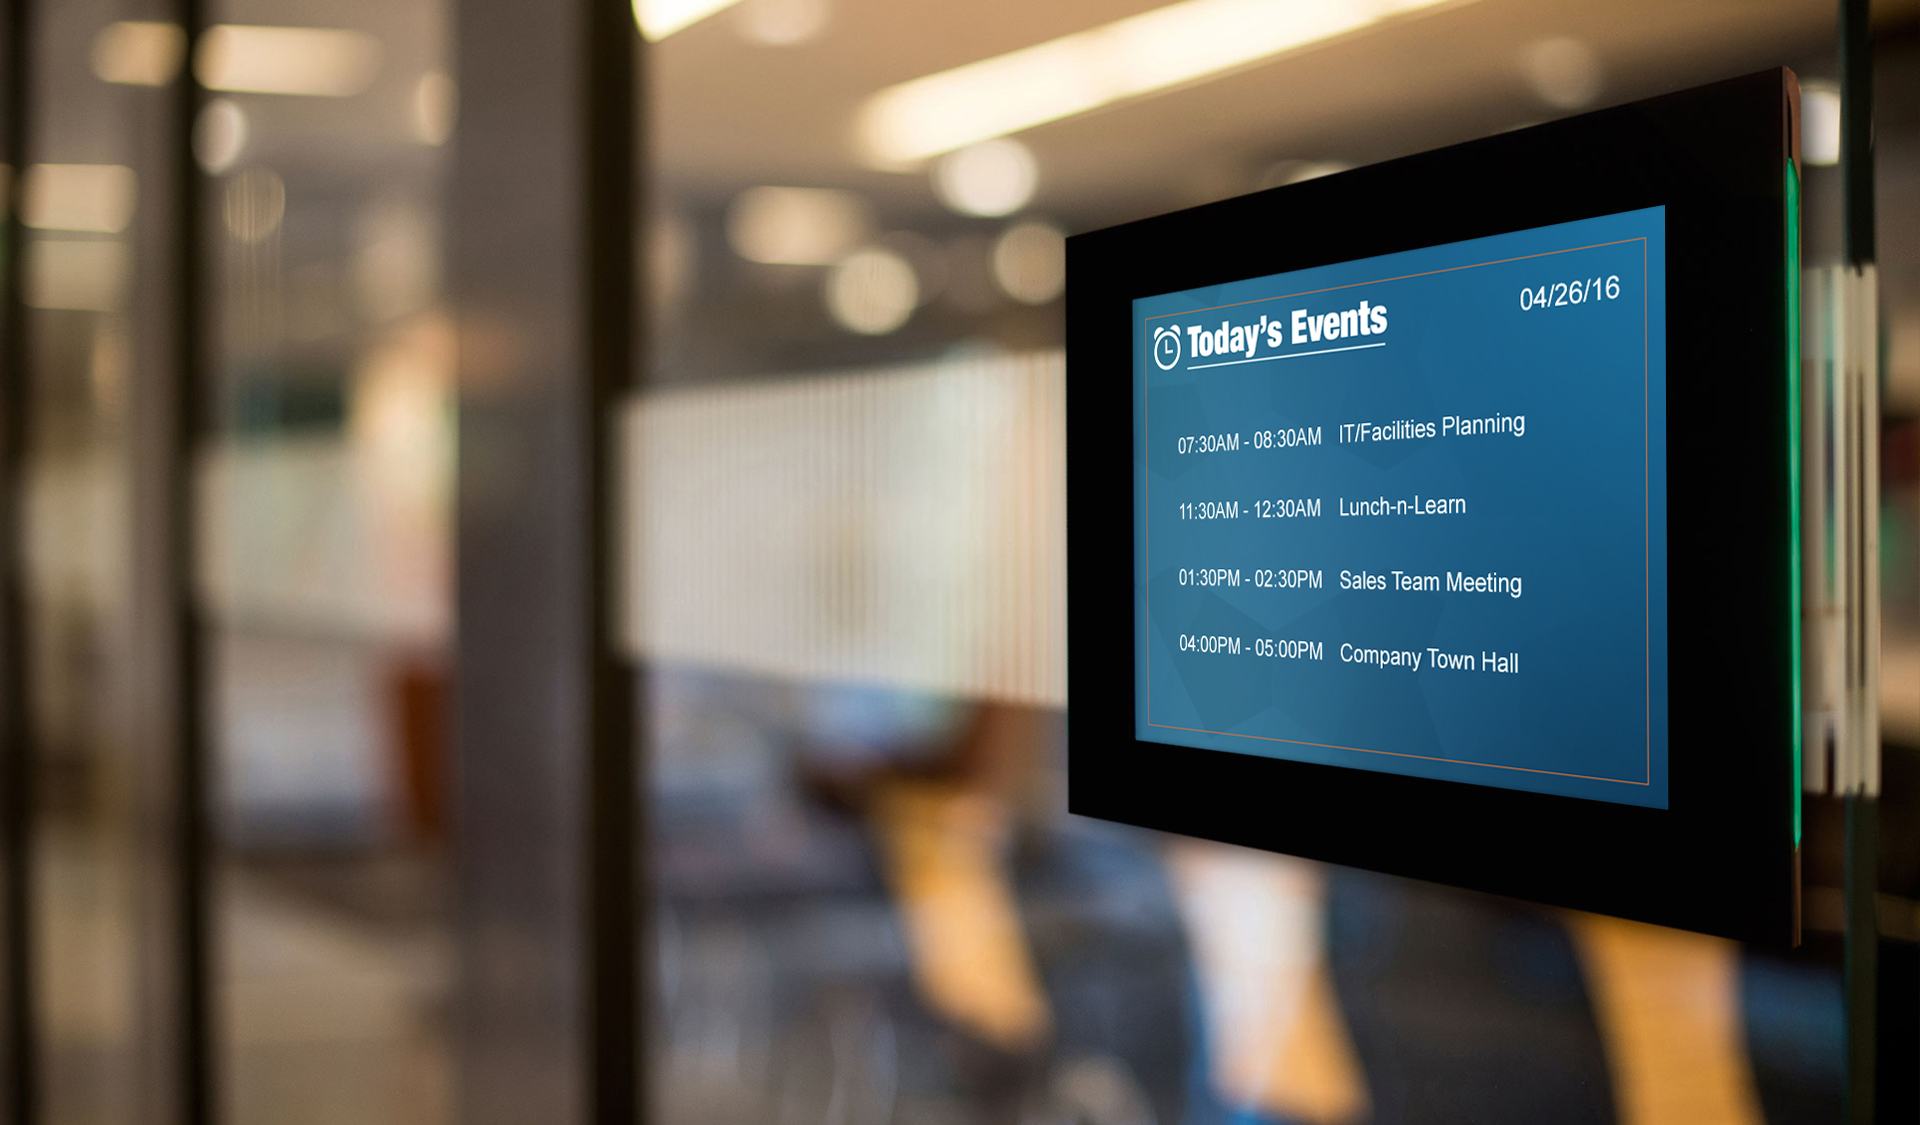 Today's Events
04/26/16
07:30AM - 08:30AM IT/Facilities Planning
11:30AM - 12:30AM Lunch-n-Learn
01:30PM - 02:30PM Sales Team Meeting
04:00PM - 05:00PM Company Town Hall